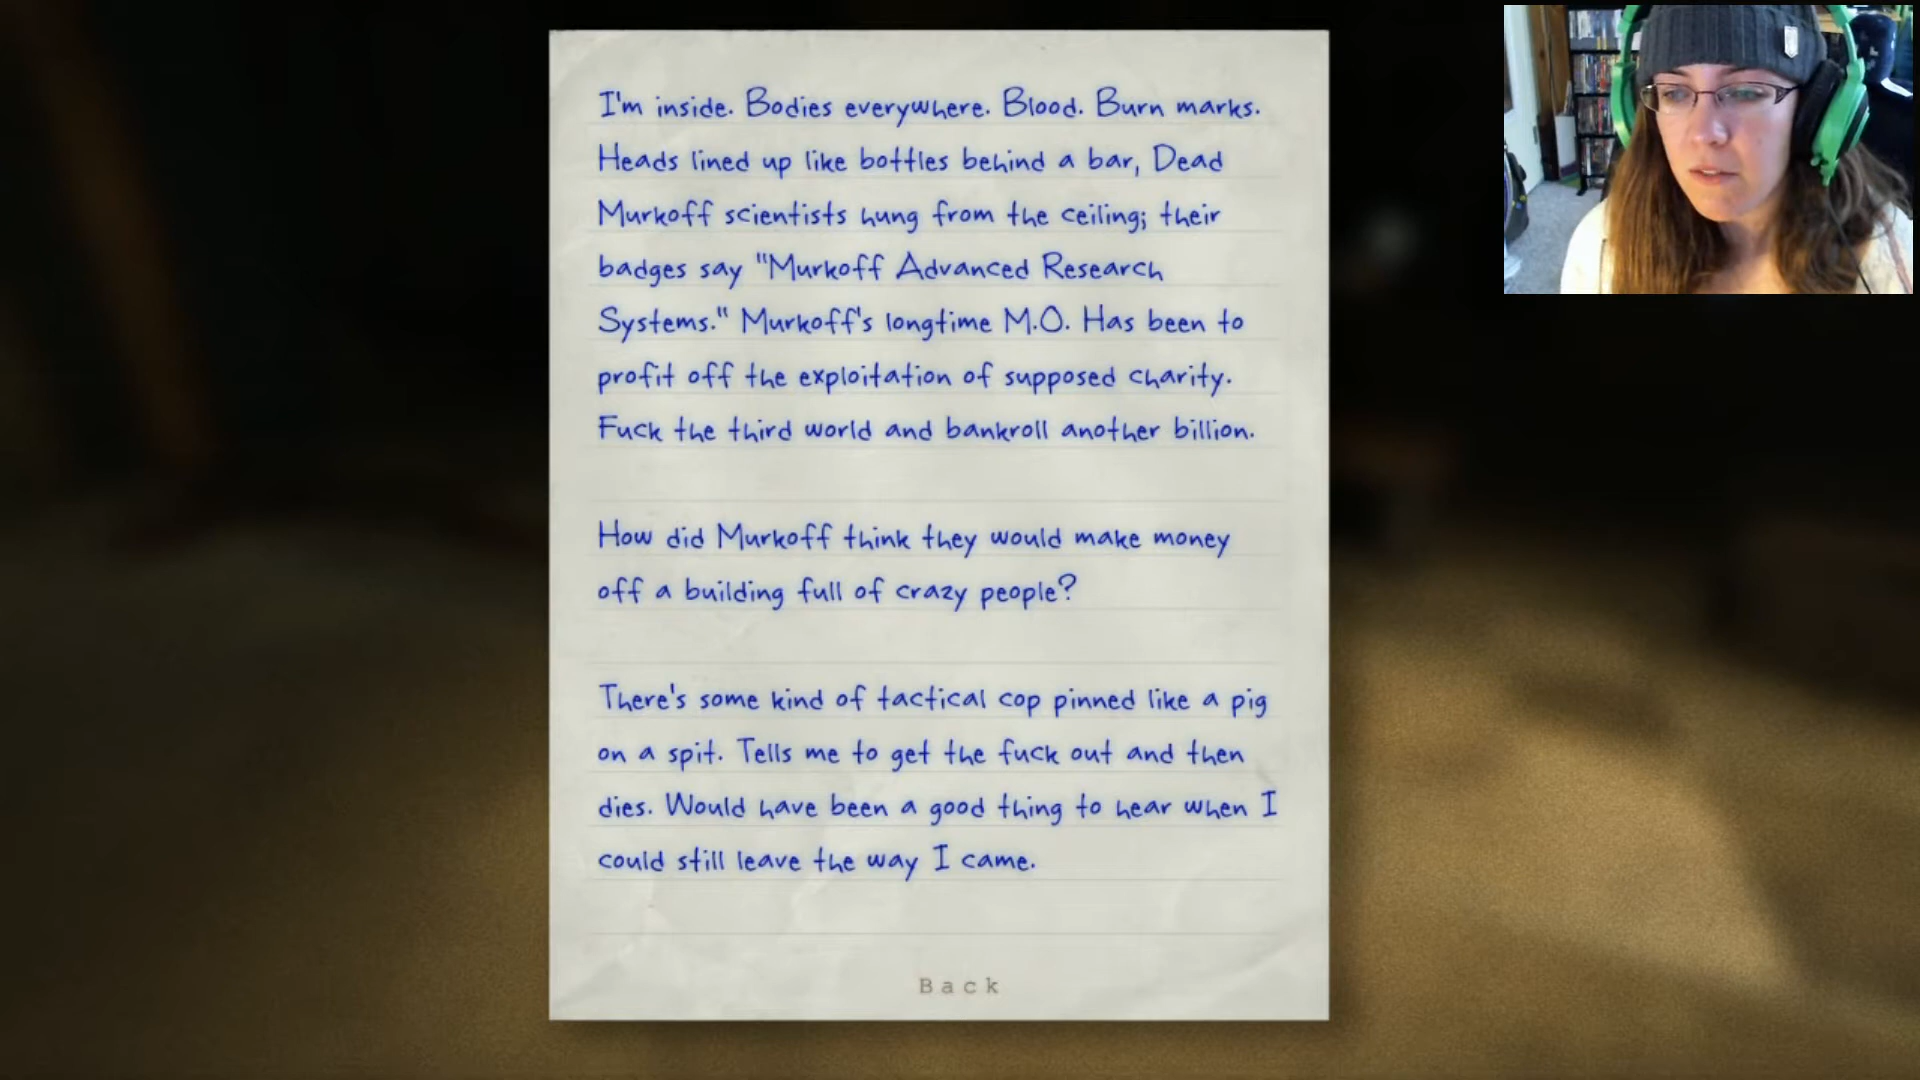 I'm inside. Bodies everywhere. Blood. Burn marks.
Heads lined up like bottles behind a bar, Dead
Murkoff scientists hung from the ceiling; their
badges say "Murkoff Advanced Research
Systems." Murkoff's longtime M.O. Has been to
profit off the exploitation of supposed charity.
Fuck the third world and bankroll another billion.
How did Murkoff think they would make money
off a building full of crazy people?
There's some kind of tactical cop pinned like a pig
on a spit. Tells me to get the fuck out and then
dies. Would have been a good thing to hear when I
could still leave the way I came.
Back